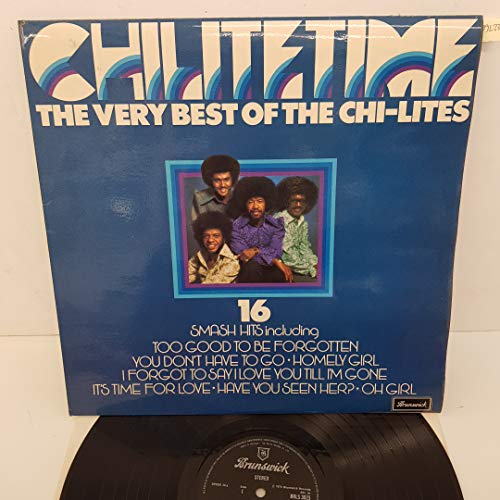 CHILITETIME
THE VERY BEST OF THE CHI-LITES
16
SMASH HITS including
TOO GOOD TO BE FORGOTTEN
YOU DON'T HAVE TO GO · HOMELY GIRL
I FORGOT TO SAY I LOVE YOU TILL I'M GONE
IT'S TIME FOR LOVE · HAVE YOU SEEN HER? · OH GIRL
Brunswick
Brunswick
STEREO